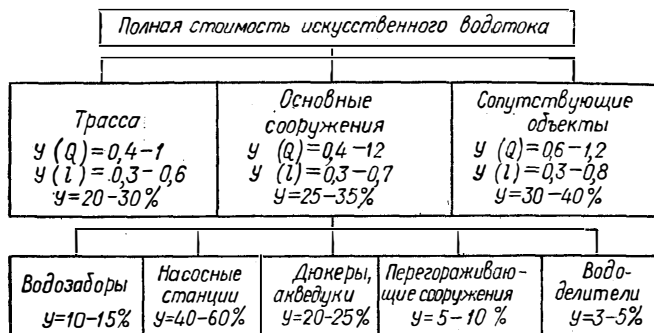 Полная стоимость искусственного водотока
Трасса
У (Q)=0,4-1
У (l)=0,3-0,6
У=20-30%
Основные
сооружения
У (Q)=0,4-12
У (l)=0,3-0,7
У=25-35%
Сопутствующие
объекты
У (Q)=0,6-1,2
У (l)=0,3-0,8
У=30-40%
Водозаборы
У=10-15%
Насосные
станции
У=40-60%
Дюкеры,
акведуки
У=20-25%
Перегораживаю-
щие сооружения
У=5-10 %
Водо-
делители
У=3-5%